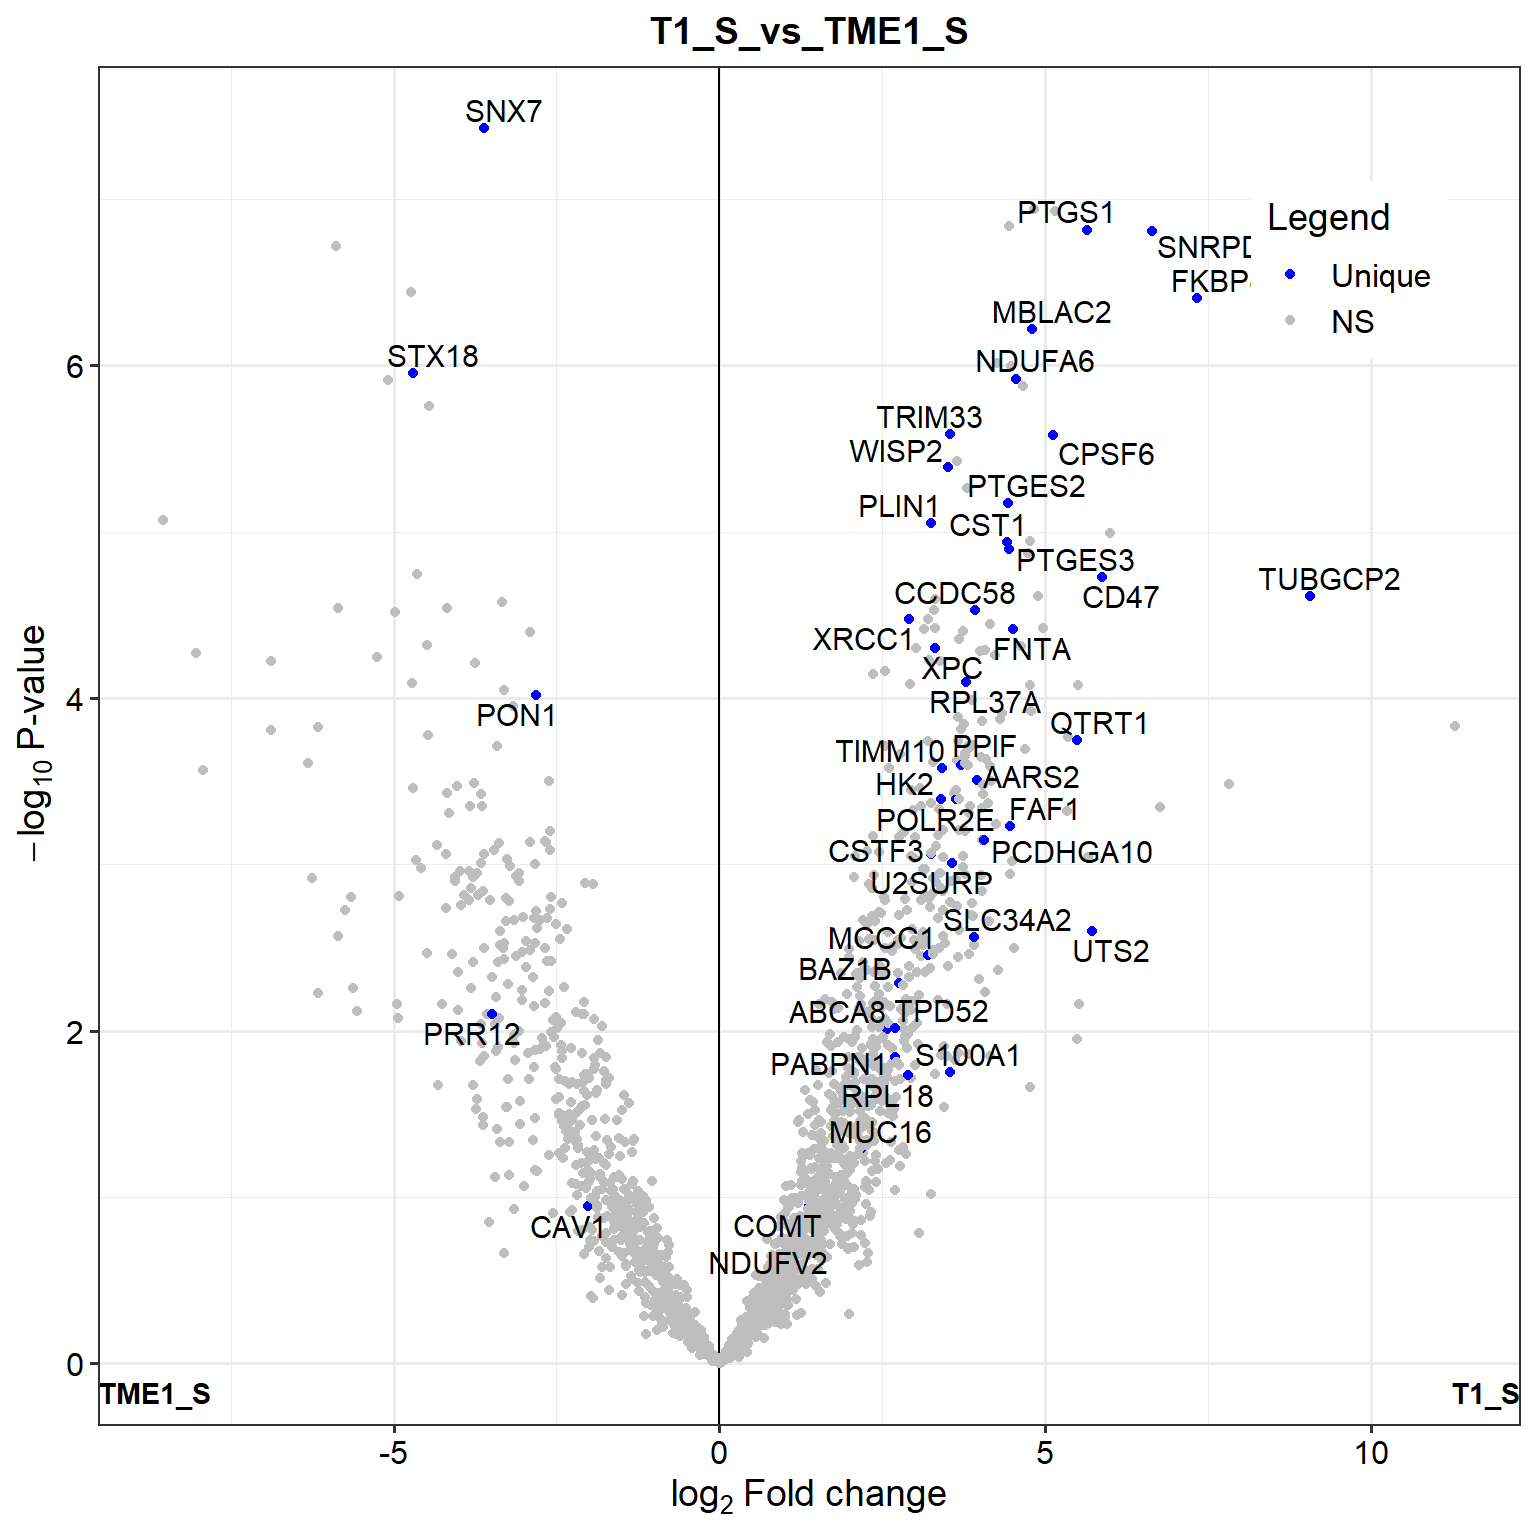 T1_S_vs_TME1_S
SNX7
PTGS1
Legend
SNRPD
FKBP
Unique
MBLAC2
NS
STX18
NDUFA6
6
TRIM33
WISP2
CPSF6
PTGES2
PLIN1
CST1
PTGES3
TUBGCP2
CCDC58
CD47
XRCC1
FNTA
XPC
4
RPL37A
PON1
QTRT1
TIMM10
PPIF
HK2
AARS2
FAF1
POLR2E
CSTF3
PCDHGA10
U2SURP
SLC34A2
MCCC1
UTS2
BAZ1B
ABCA8
TPD52
2
PRR12
PABPN1
S100A1
RPL18
MUC16
CAV1
COMT
NDUFV2
0
TME1_S
T1_S
-5
0
5
10
log2 Fold change
−log10 P-value